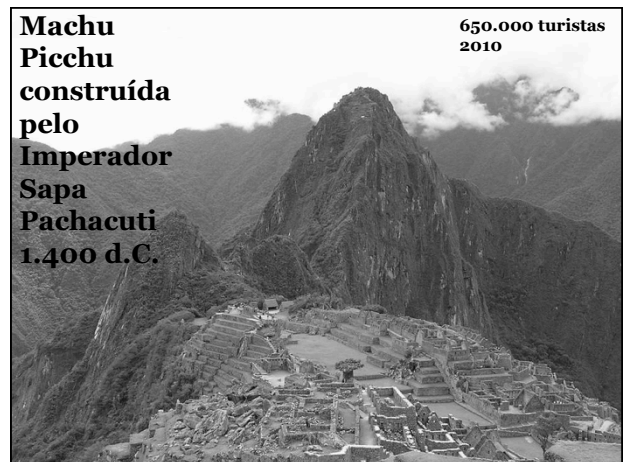 Machu
Picchu
construída
pelo
Imperador
Sapa
Pachacuti
1.400 d.C.
650.000 turistas
2010